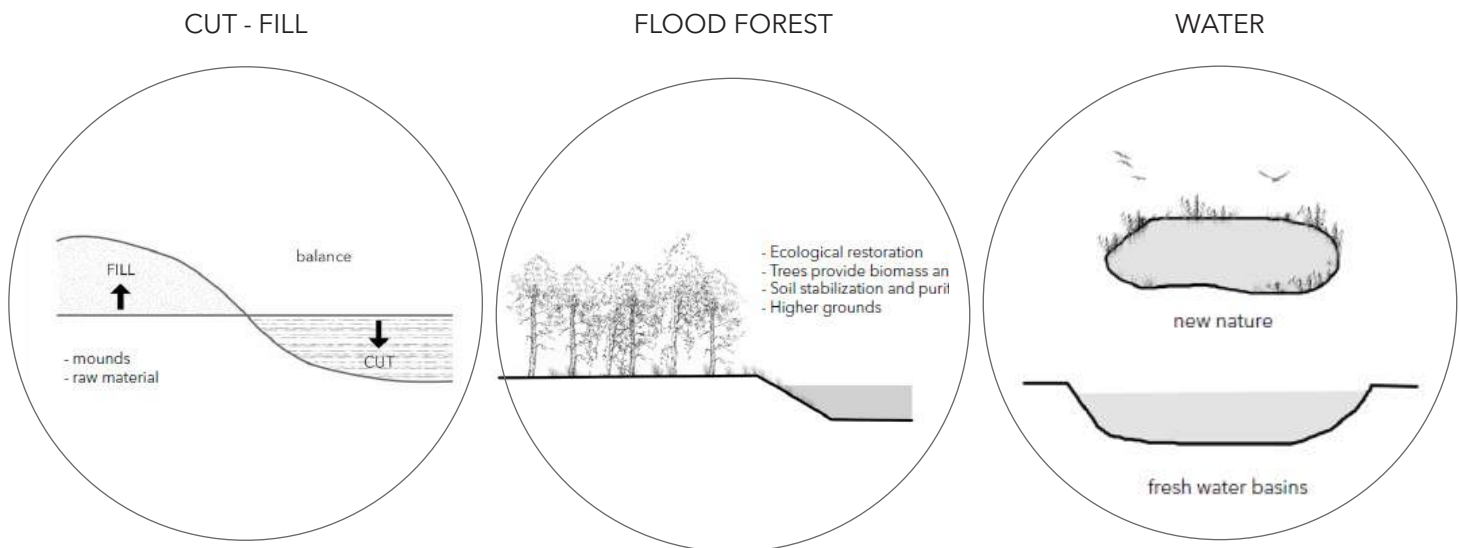 CUT - FILL
FLOOD FOREST
WATER
FILL
balance
CUT
- mounds
- raw material
- Ecological restoration
- Trees provide biomass an
- Soil stabilization and puri
- Higher grounds
new nature
fresh water basins